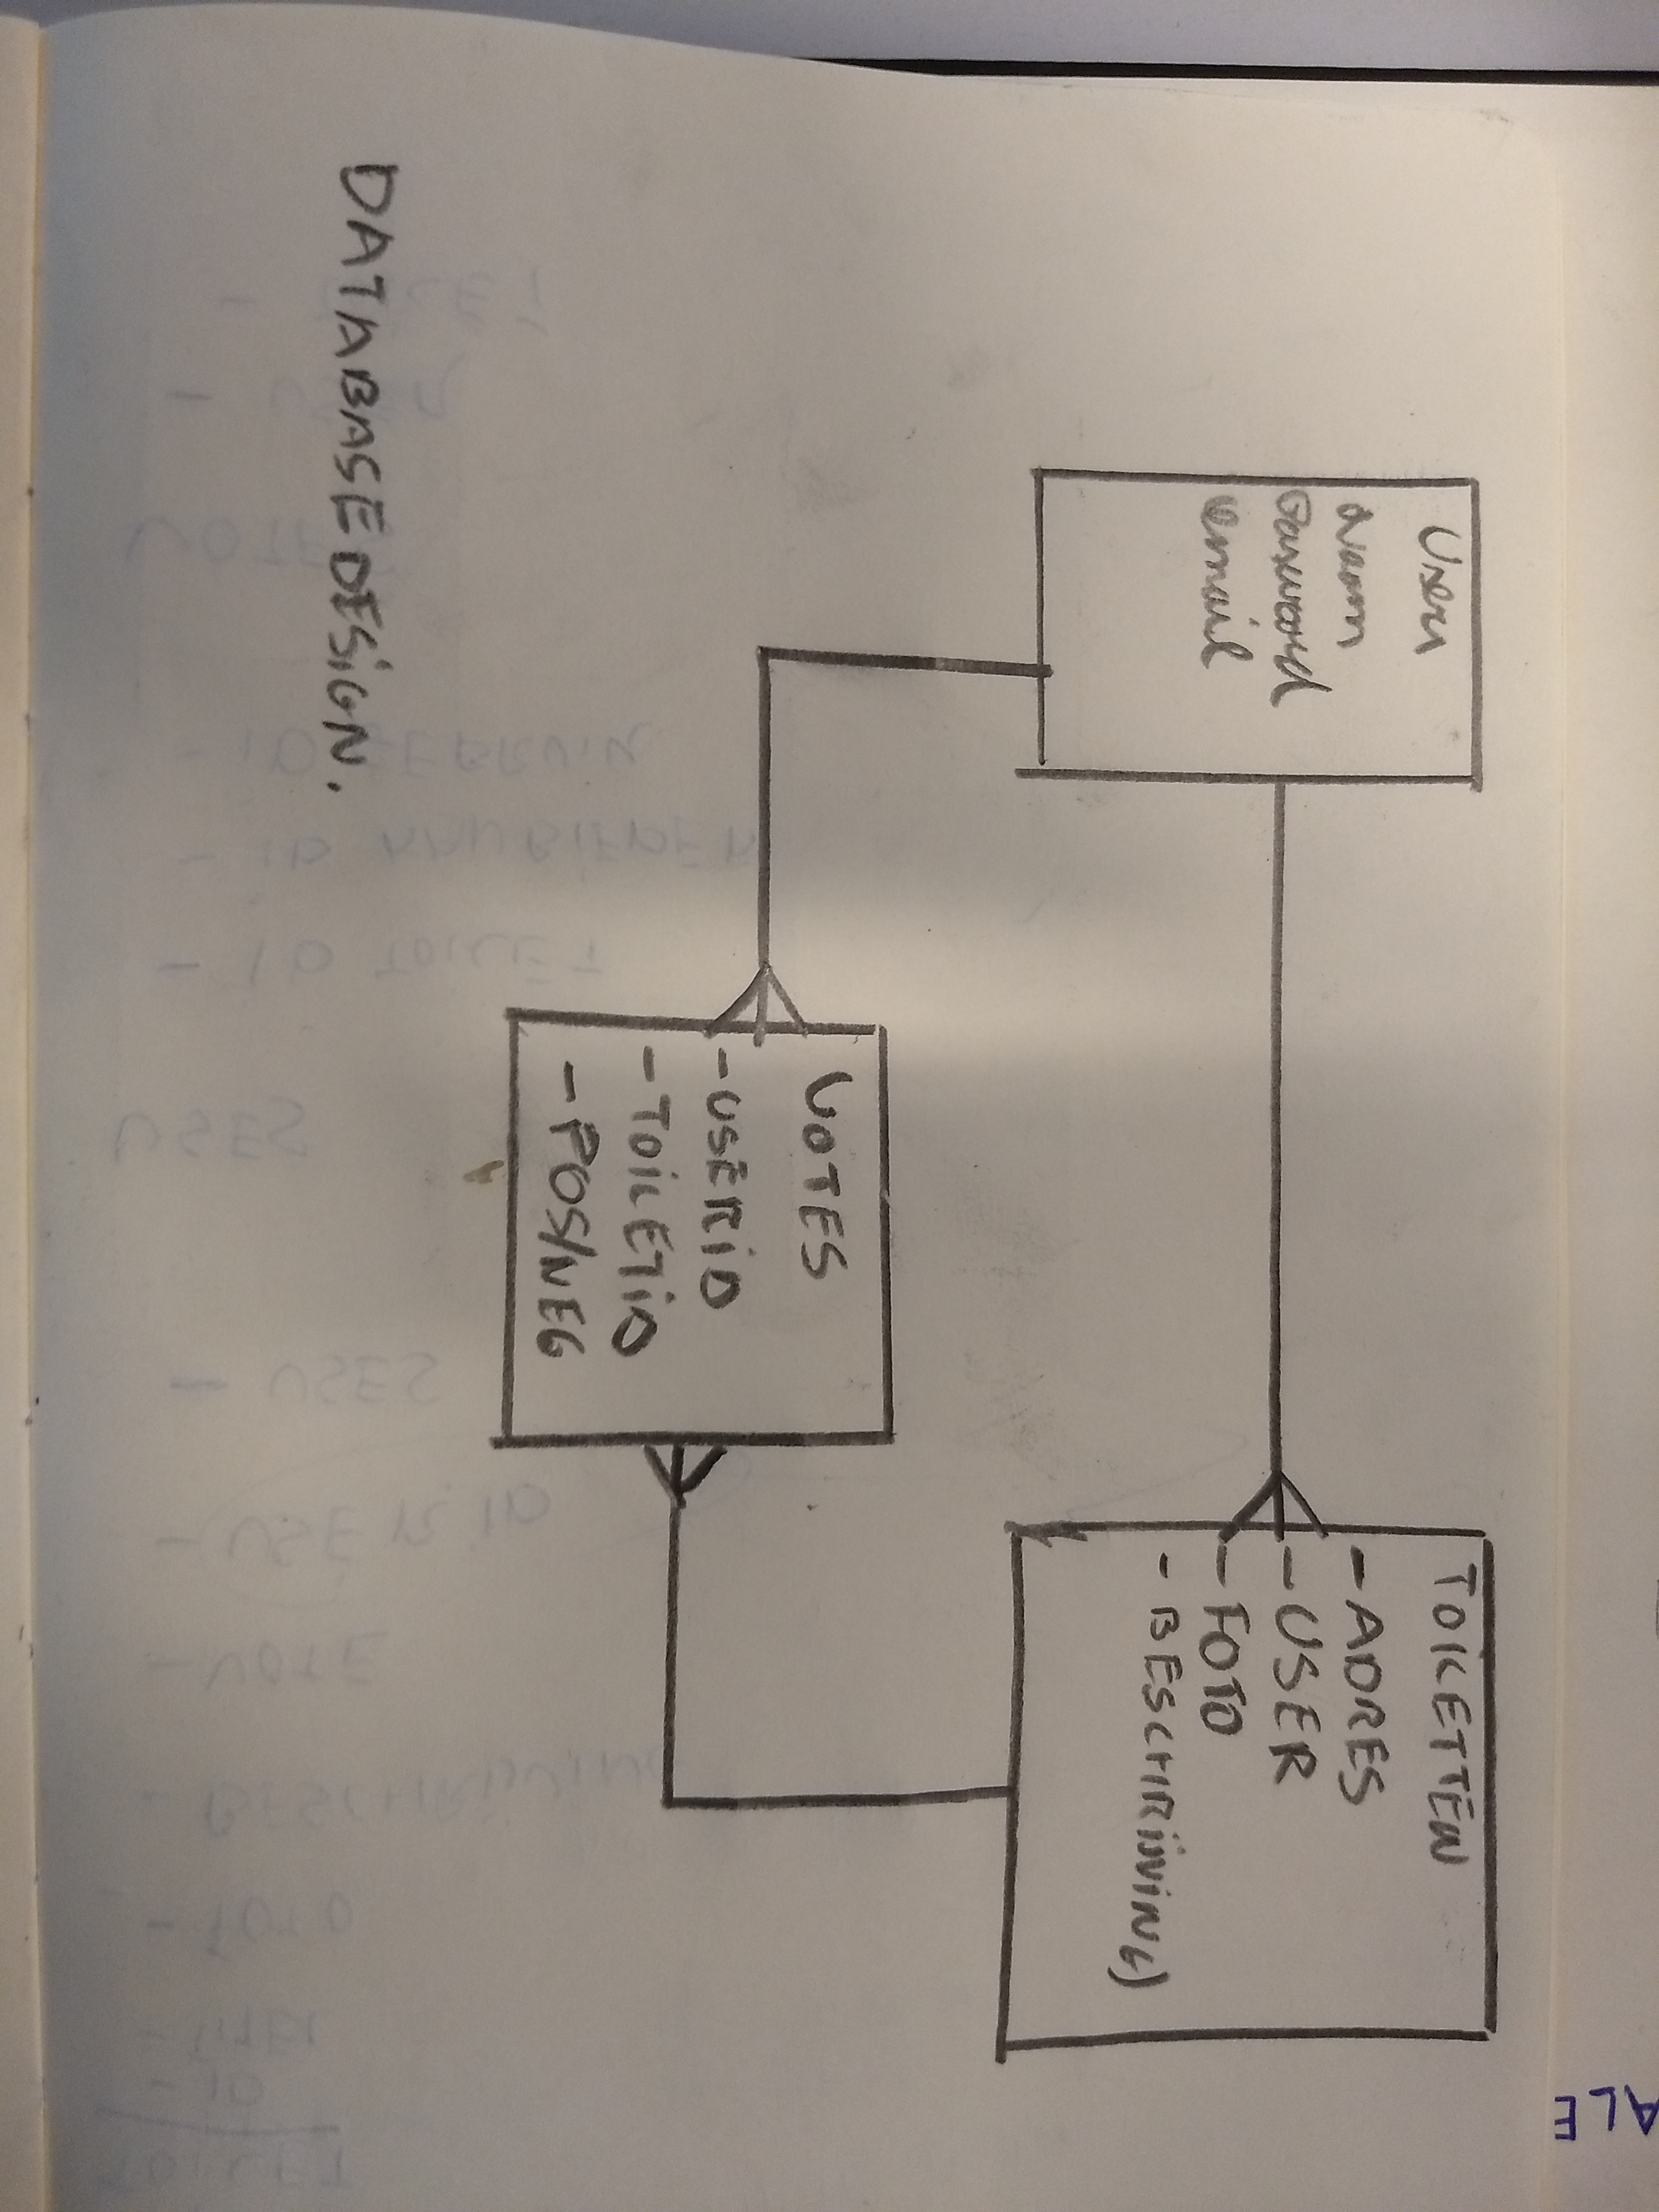 User
Naam
Password
email
TOILETTEN
- ADRES
- USER
- FOTO
- BESCHRIJVING)
VOTES
- USERID
- TOILETID
- POS/NEG
DATABASE DESIGN.
ALE